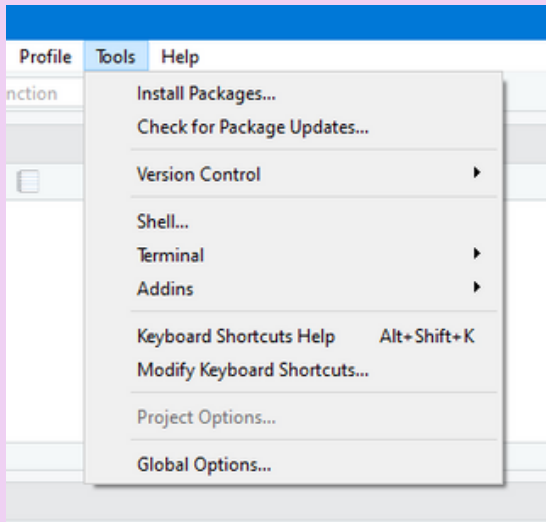 Profile Tools Help
nction
Install Packages...
Check for Package Updates...
Version Control
Shell...
Terminal
Addins
Keyboard Shortcuts Help Alt+Shift+K
Modify Keyboard Shortcuts...
Project Options...
Global Options...